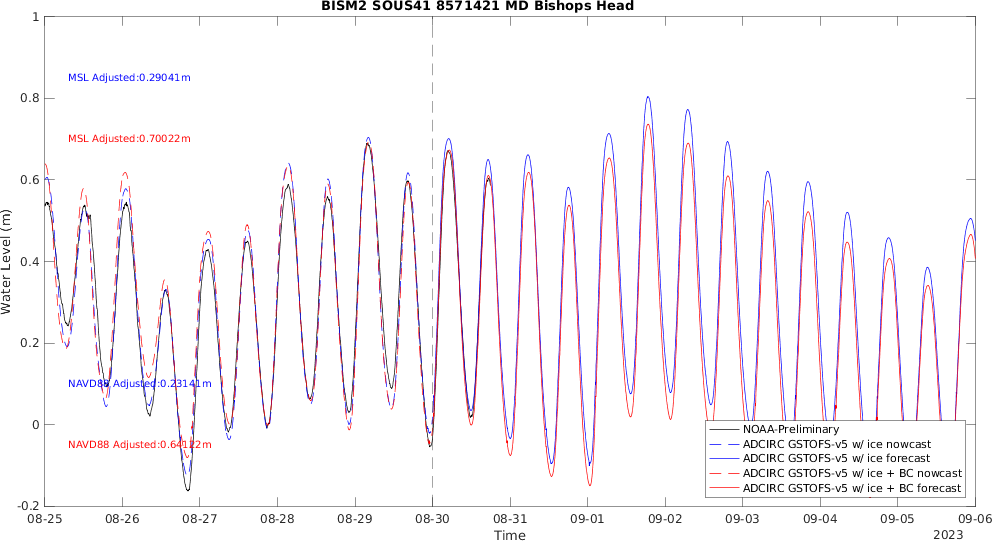 BISM2 SOUS41 8571421 MD Bishops Head
Water Level (m)
1
0.8
0.6
0.4
0.2
0
-0.2
MSL Adjusted:0.29041m
MSL Adjusted:0.70022m
NAVD88 Adjusted:0.23141m
NAVD88 Adjusted:0.64122m
NOAA-Preliminary
ADCIRC GSTOFS-v5 w/ ice nowcast
ADCIRC GSTOFS-v5 w/ ice forecast
ADCIRC GSTOFS-v5 w/ ice + BC nowcast
ADCIRC GSTOFS-v5 w/ ice + BC forecast
08-25 08-26 08-27 08-28 08-29 08-30 08-31 09-01 09-02 09-03 09-04 09-05 09-06
Time
2023